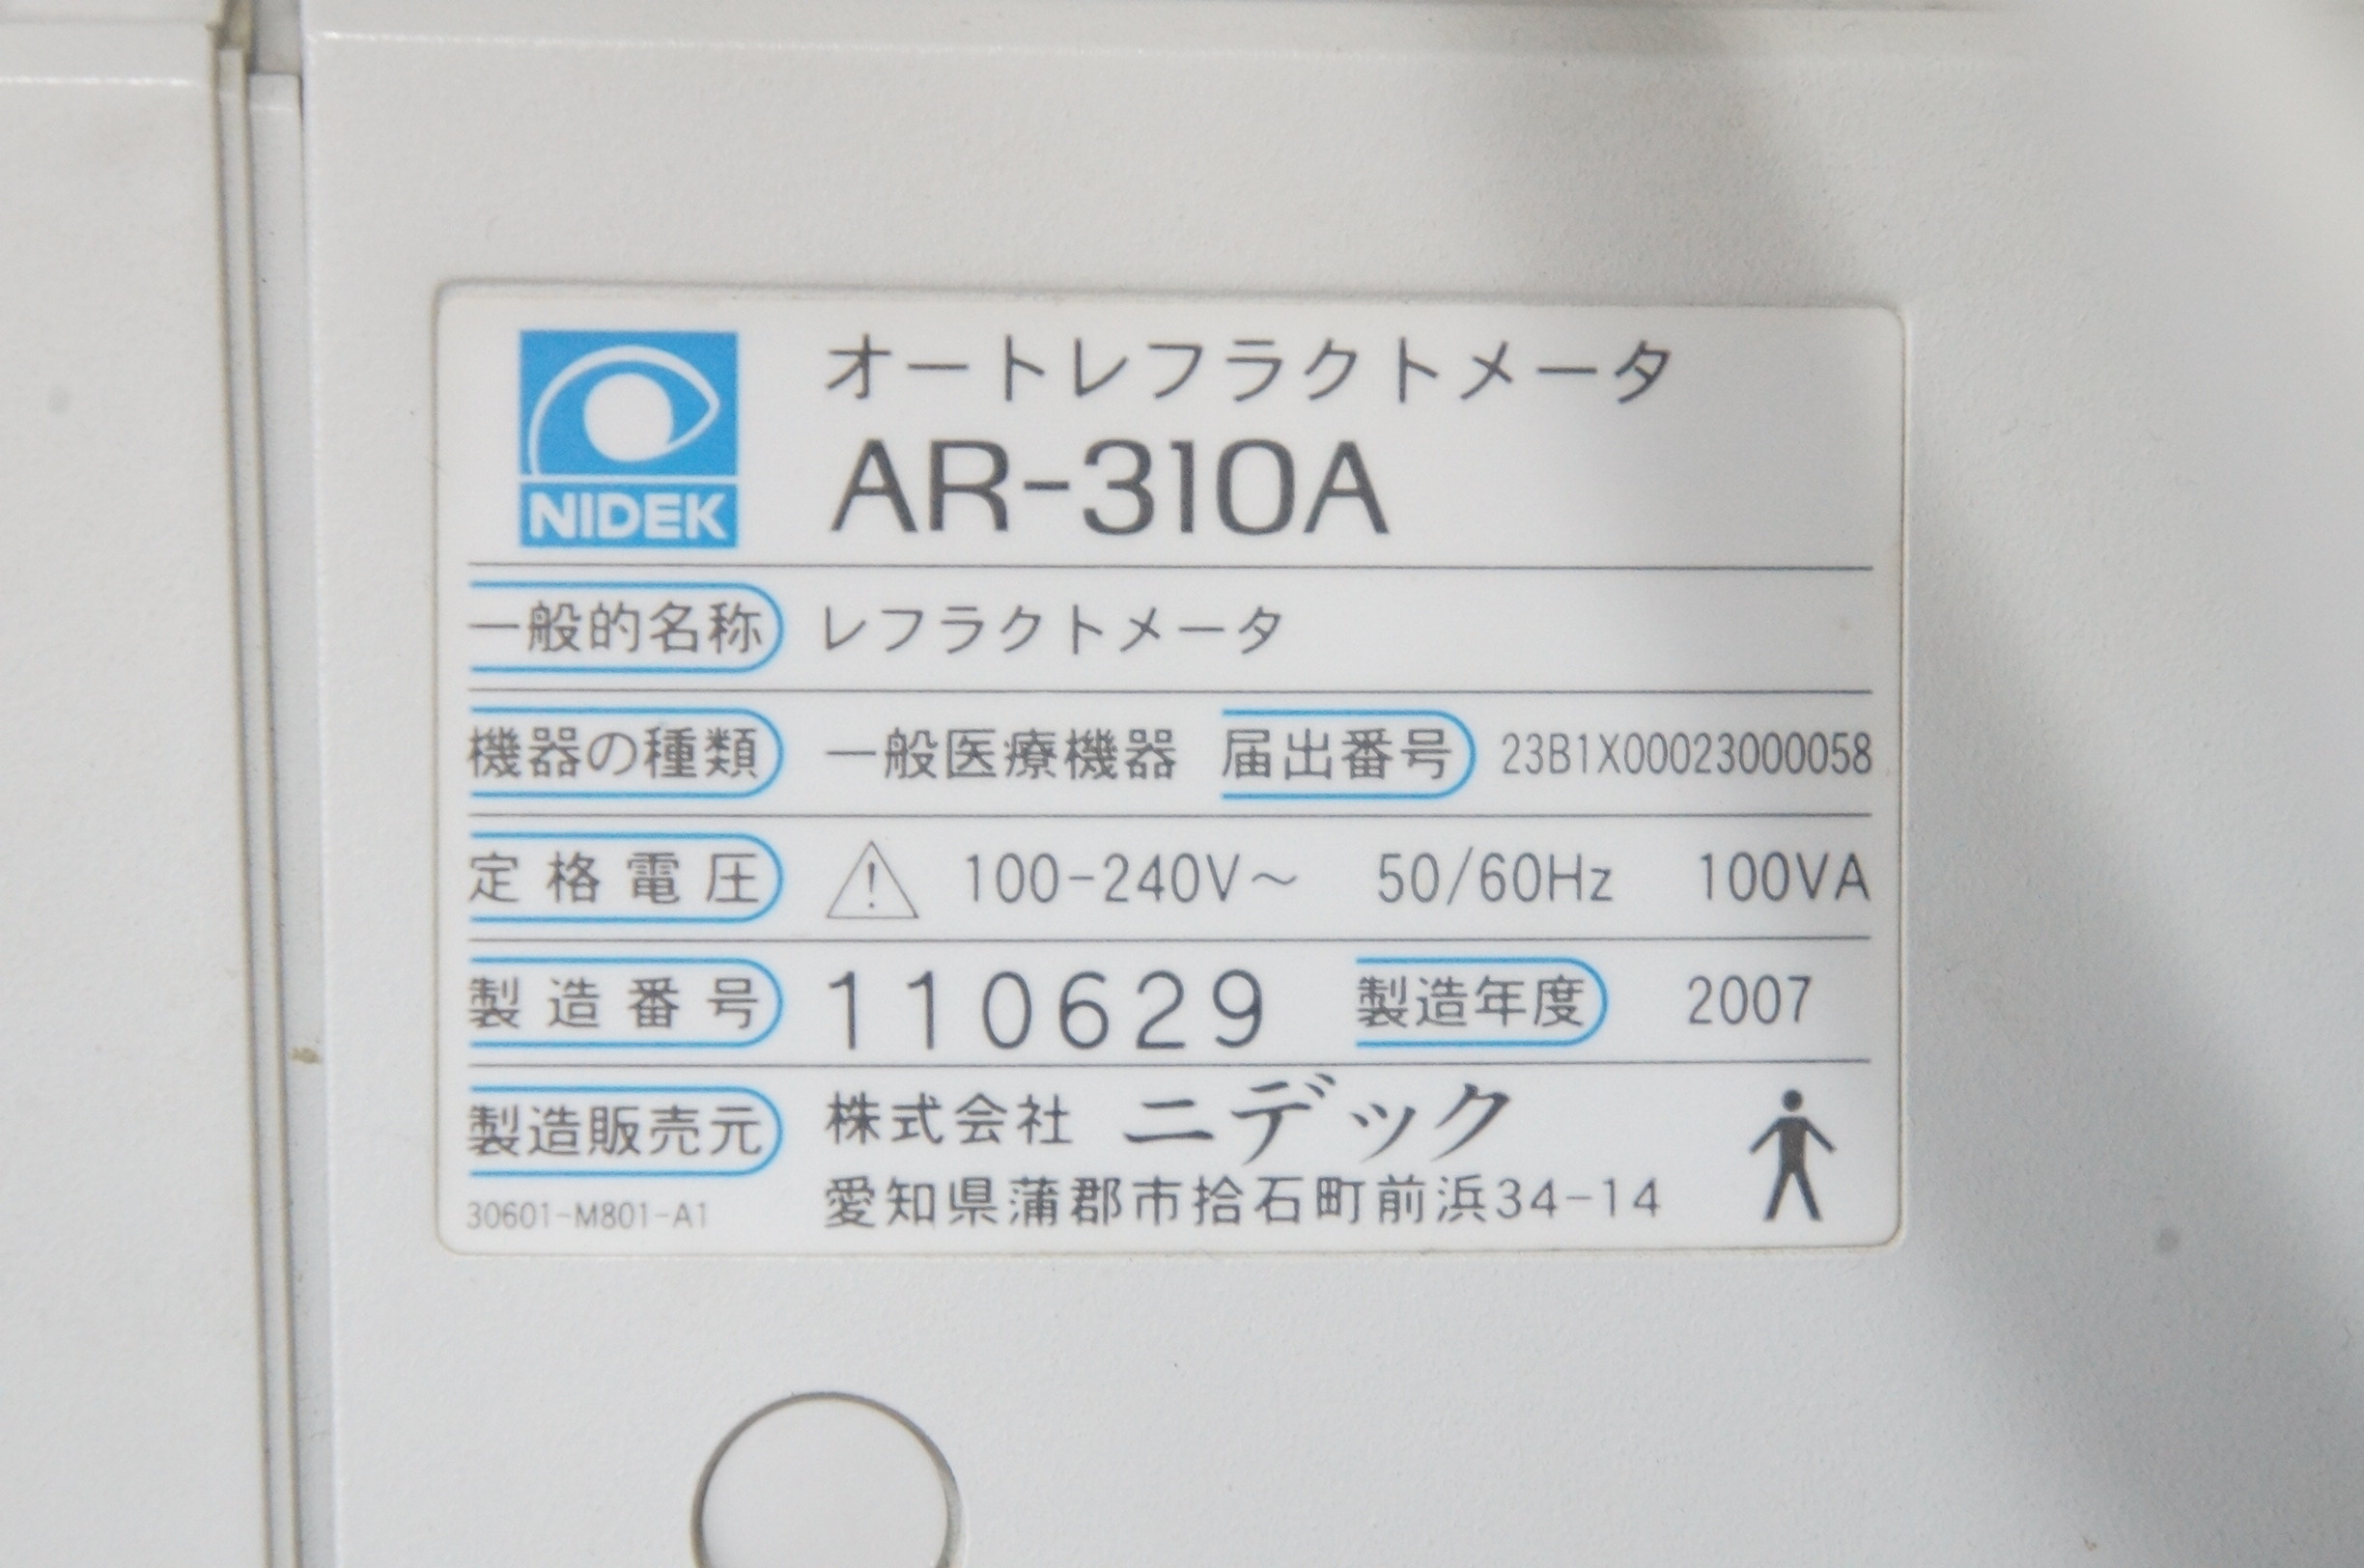 オートレフラクトメータ
NIDEK AR-310A
一般的名称 レフラクトメータ
機器の種類 一般医療機器 届出番号 23B1X00023000058
定格電圧 100-240V～ 50/60Hz 100VA
製造番号 110629 製造年度 2007
製造販売元 株式会社 ニデック
30601-M801-A1 愛知県蒲郡市拾石町前浜34-14